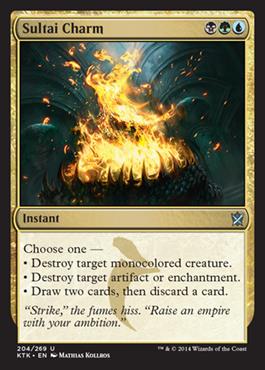 Sultai Charm
Instant
Choose one —
• Destroy target monocolored creature.
• Destroy target artifact or enchantment.
• Draw two cards, then discard a card.
“Strike,” the fumes hiss. “Raise an empire
with your ambition.”
204/269 U
KTK • EN Mathias Kollros
™ & © 2014 Wizards of the Coast